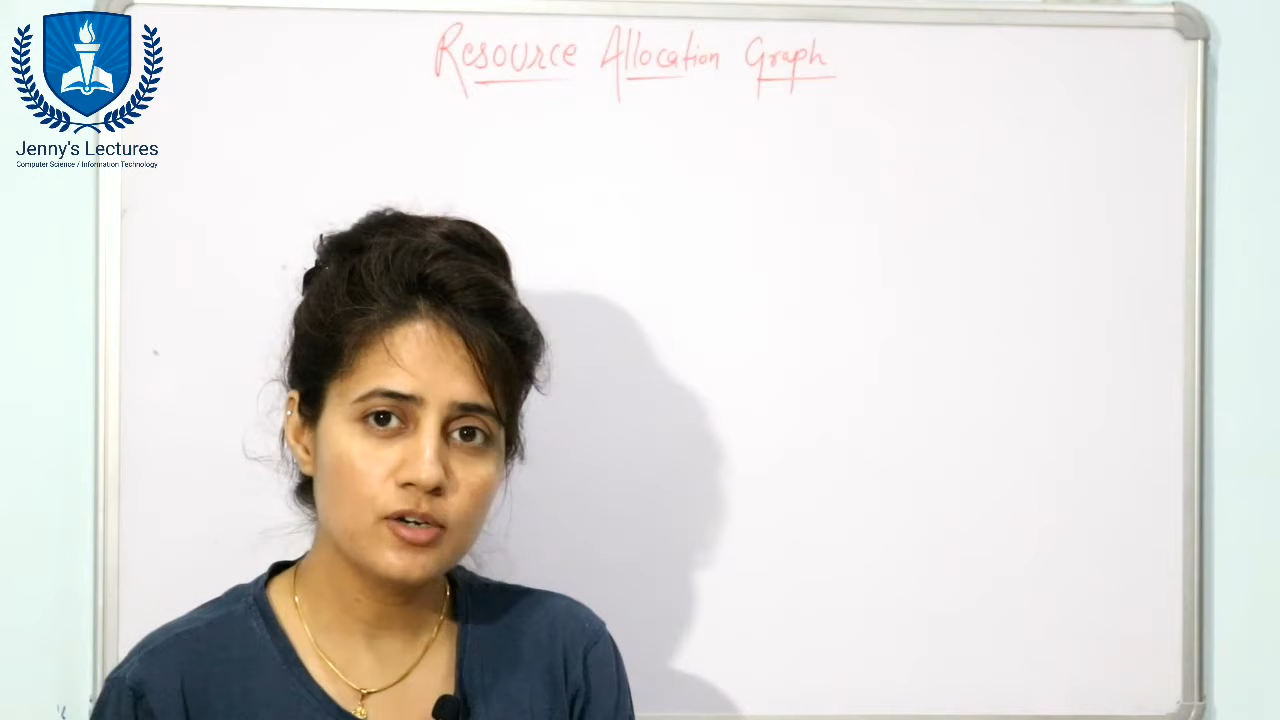 Resource Allocation Graph
Jenny's Lectures
Computer Science / Information Technology